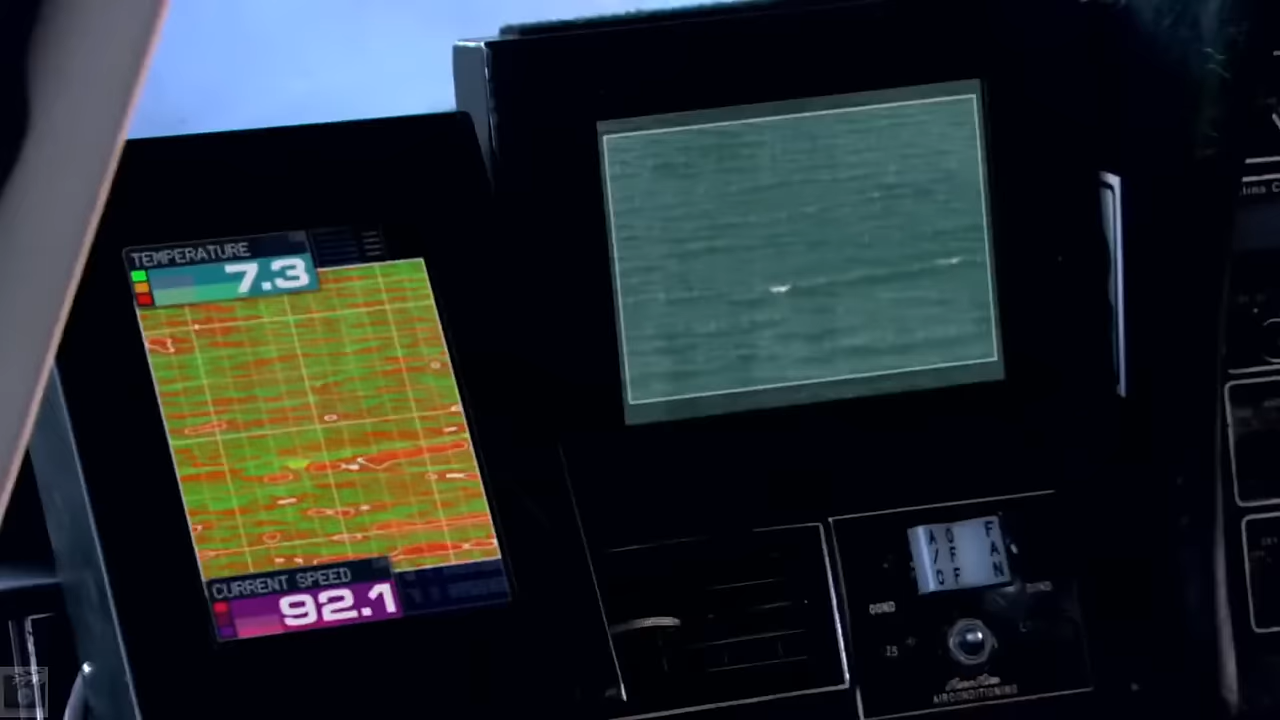 TEMPERATURE
7.3
CURRENT SPEED
92.1
A/C
OFF
FAN
COND
AIRCONDITIONING